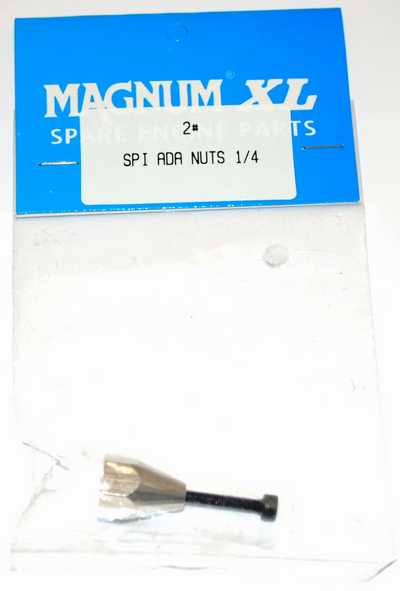 MAGNUM® XL
SPARE ENGINE PARTS
2#
SPI ADA NUTS 1/4